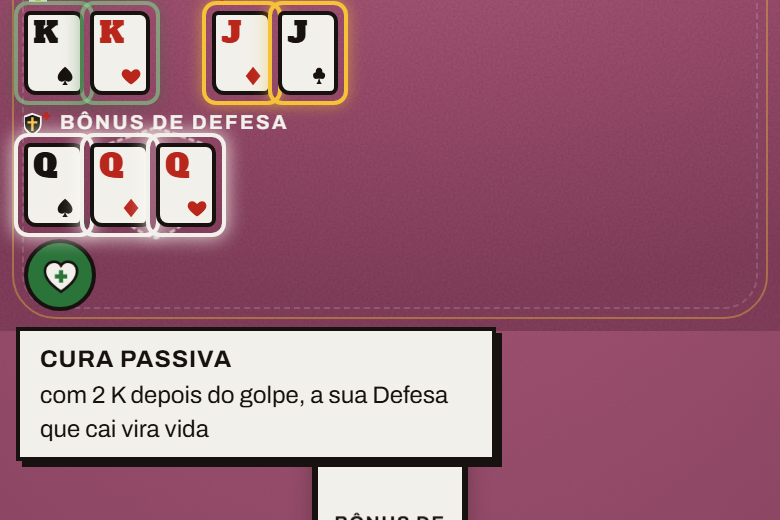 K K J J
BÔNUS DE DEFESA
Q Q Q
CURA PASSIVA
com 2 K depois do golpe, a sua Defesa
que cai vira vida
BÔNUS DE